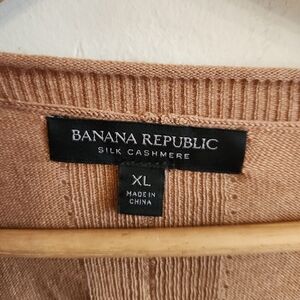 BANANA REPUBLIC
SILK CASHMERE
XL
MADE IN
CHINA